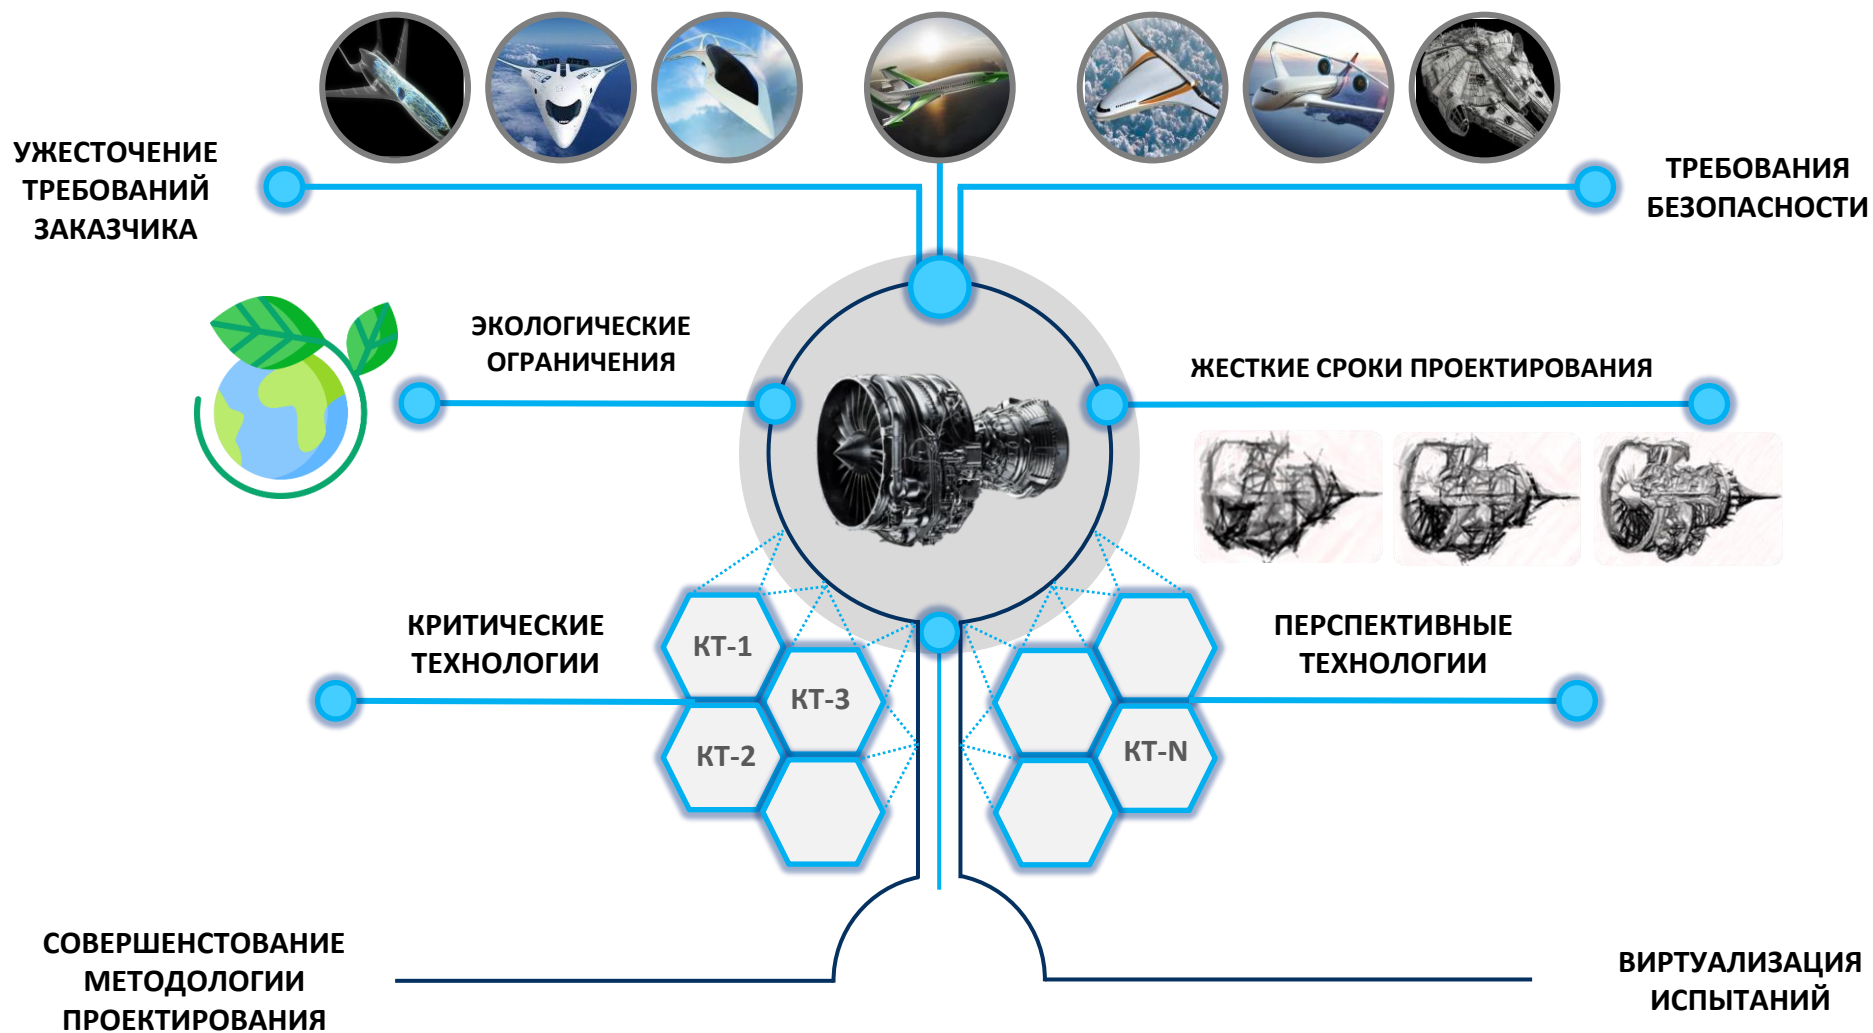 УЖЕСТОЧЕНИЕ
ТРЕБОВАНИЙ
ЗАКАЗЧИКА
ТРЕБОВАНИЯ
БЕЗОПАСНОСТИ
ЭКОЛОГИЧЕСКИЕ
ОГРАНИЧЕНИЯ
ЖЕСТКИЕ СРОКИ ПРОЕКТИРОВАНИЯ
КРИТИЧЕСКИЕ
ТЕХНОЛОГИИ
КТ-1
КТ-3
КТ-2
ПЕРСПЕКТИВНЫЕ
ТЕХНОЛОГИИ
КТ-N
СОВЕРШЕНСТОВАНИЕ
МЕТОДОЛОГИИ
ПРОЕКТИРОВАНИЯ
ВИРТУАЛИЗАЦИЯ
ИСПЫТАНИЙ